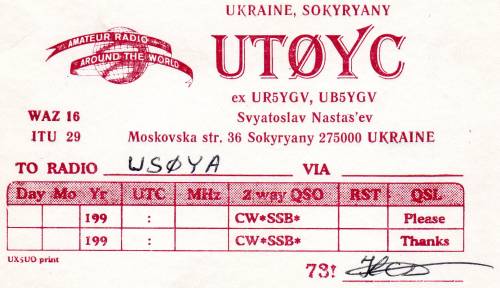 UKRAINE, SOKYRYANY
AMATEUR RADIO
AROUND THE WORLD
UTØYC
ex UR5YGV, UB5YGV
WAZ 16
Svyatoslav Nastas'ev
ITU 29
Moskovska str. 36 Sokyryany 275000 UKRAINE
TO RADIO USØYA VIA
Day Mo Yr UTC MHz 2 way QSO RST QSL
199 : CW*SSB* Please
199 : CW*SSB* Thanks
UX5UO print
73!